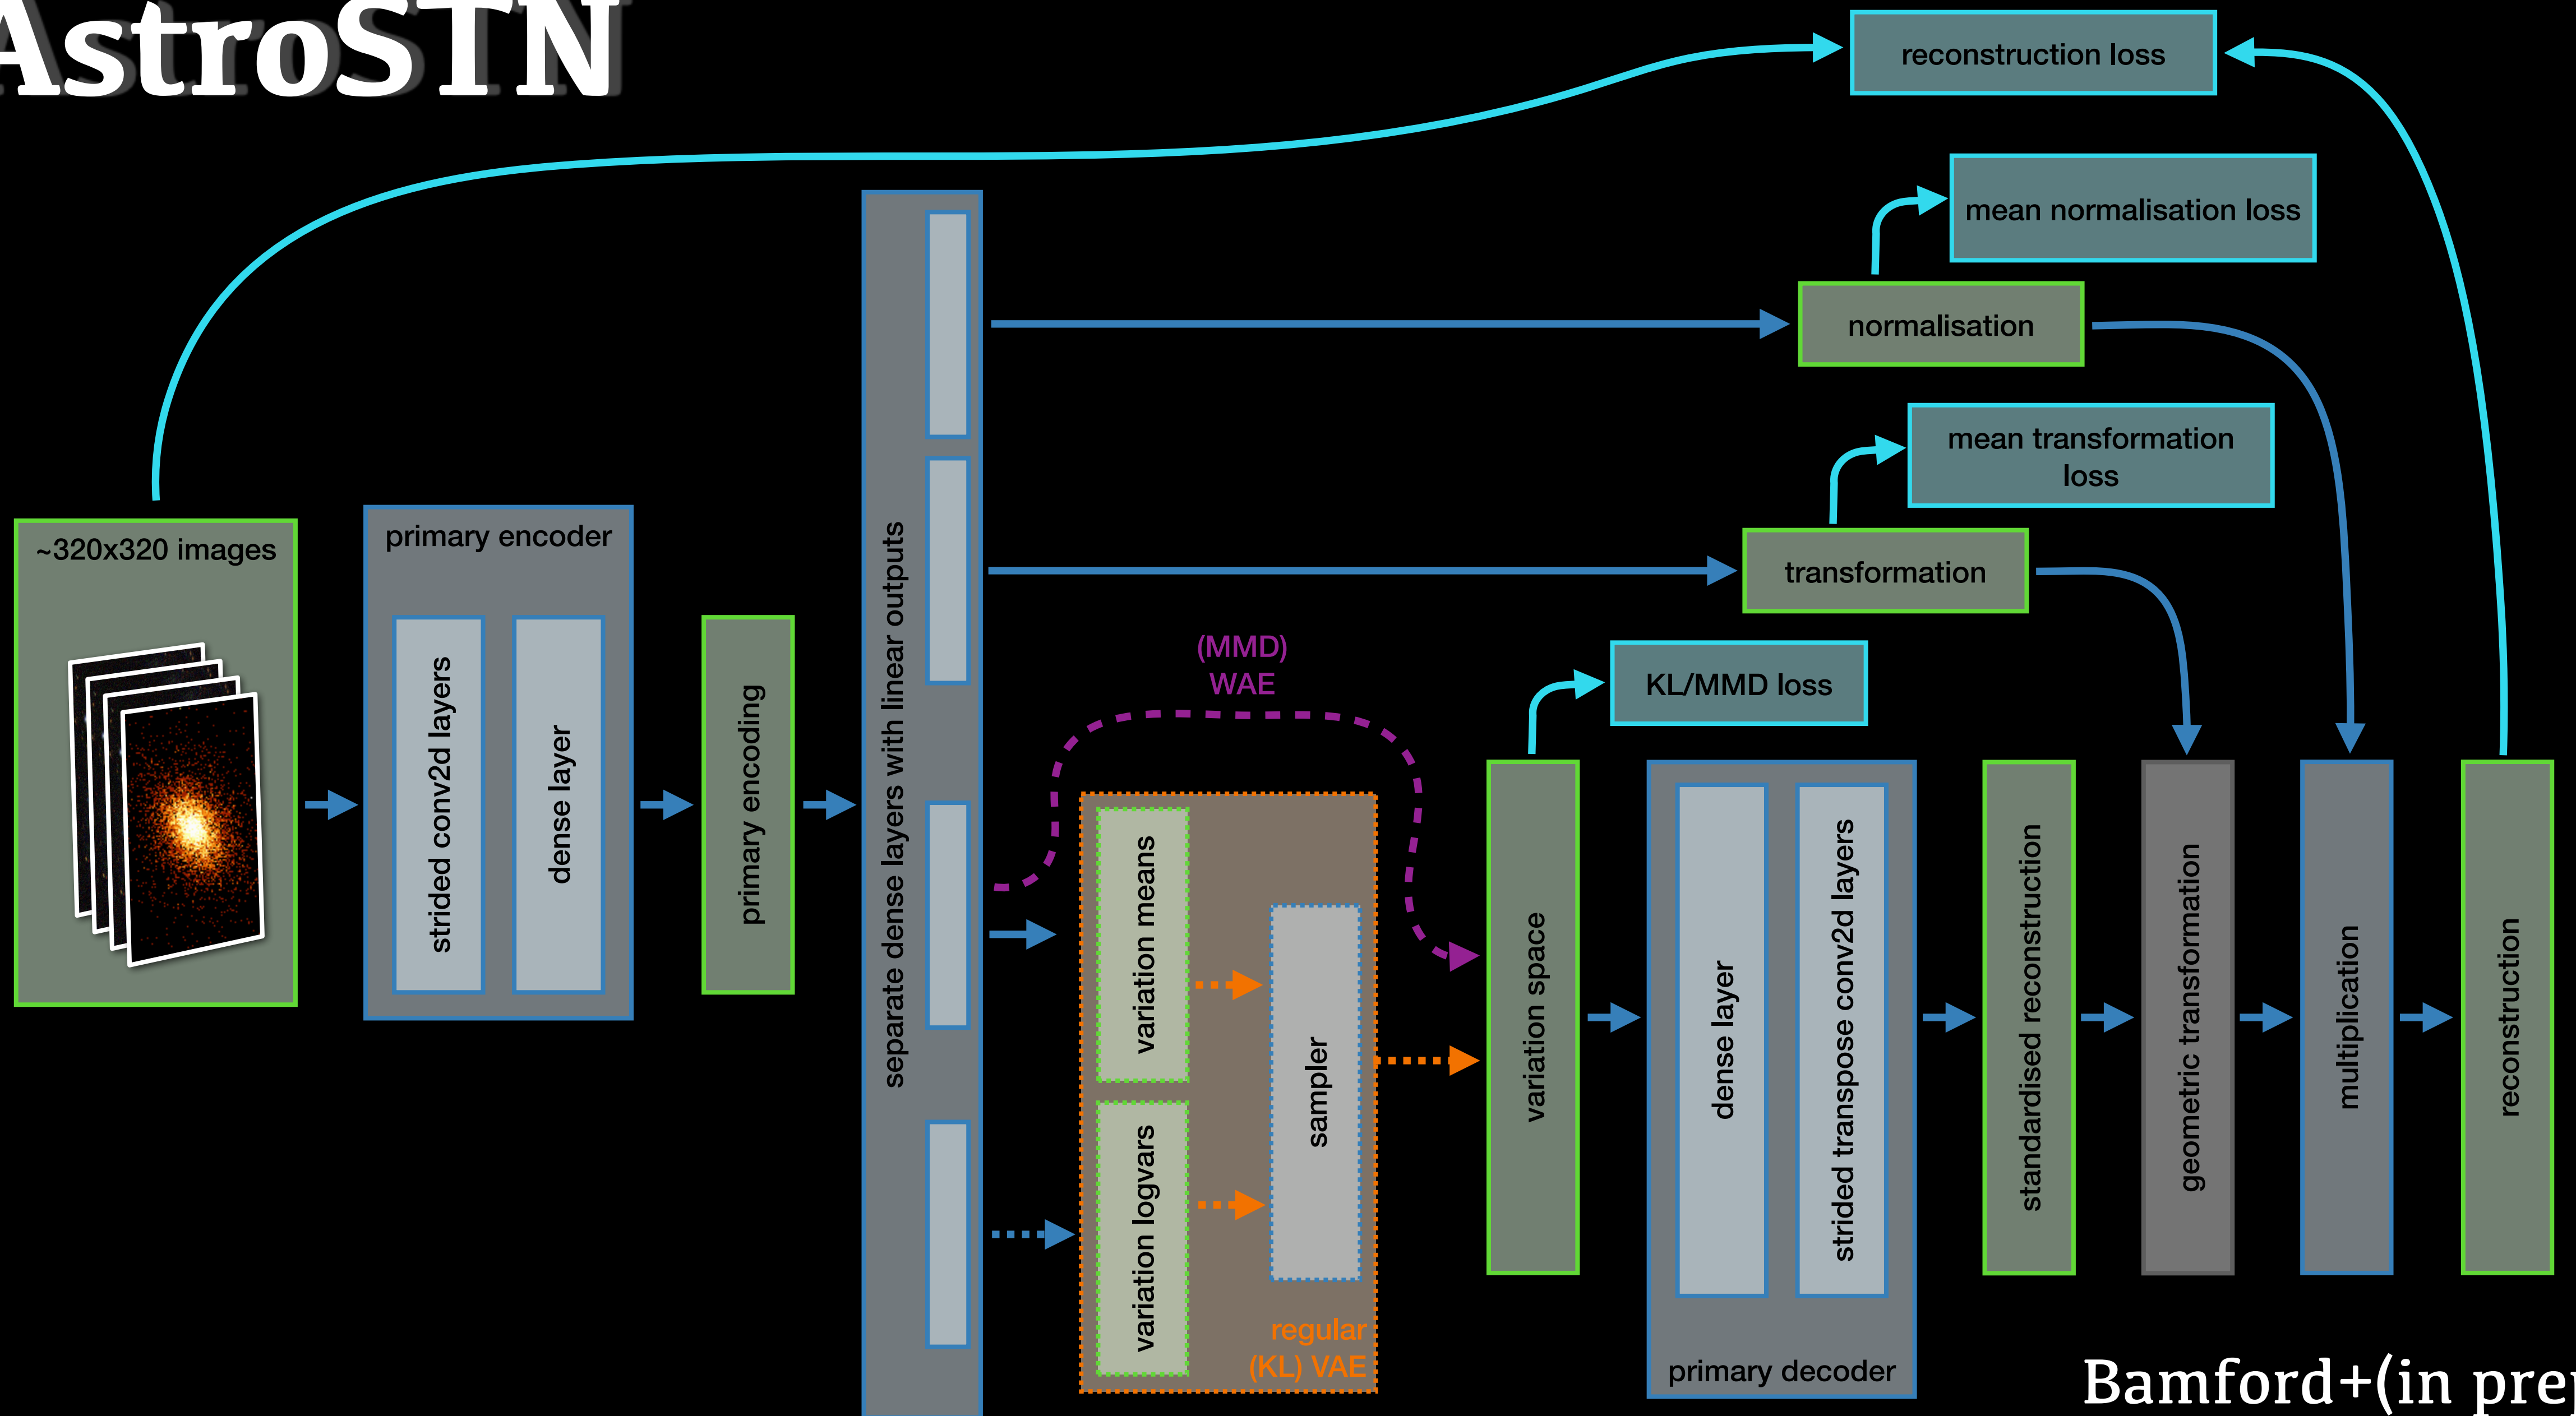 AstroSTN
reconstruction loss
mean normalisation loss
normalisation
mean transformation
loss
transformation
~320x320 images
primary encoder
strided conv2d layers
dense layer
primary encoding
separate dense layers with linear outputs
(MMD)
WAE
KL/MMD loss
variation means
variation logvars
sampler
regular
(KL) VAE
variation space
dense layer
strided transpose conv2d layers
primary decoder
standardised reconstruction
geometric transformation
multiplication
reconstruction
Bamford+(in prep